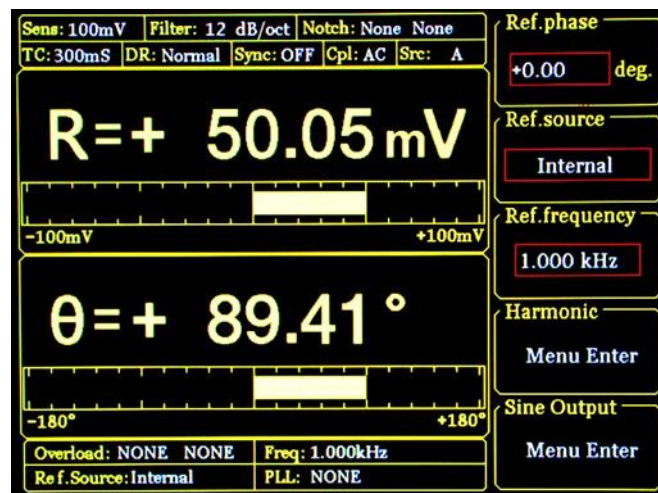 Sens: 100mV Filter: 12 dB/oct Notch: None None
TC: 300mS DR: Normal Sync: OFF Cpl: AC Src: A
R=+ 50.05 mV
-100mV +100mV
θ=+ 89.41 °
-180° +180°
Overload: NONE NONE Freq: 1.000kHz
Ref.Source: Internal PLL: NONE
Ref.phase
+0.00 deg.
Ref.source
Internal
Ref.frequency
1.000 kHz
Harmonic
Menu Enter
Sine Output
Menu Enter